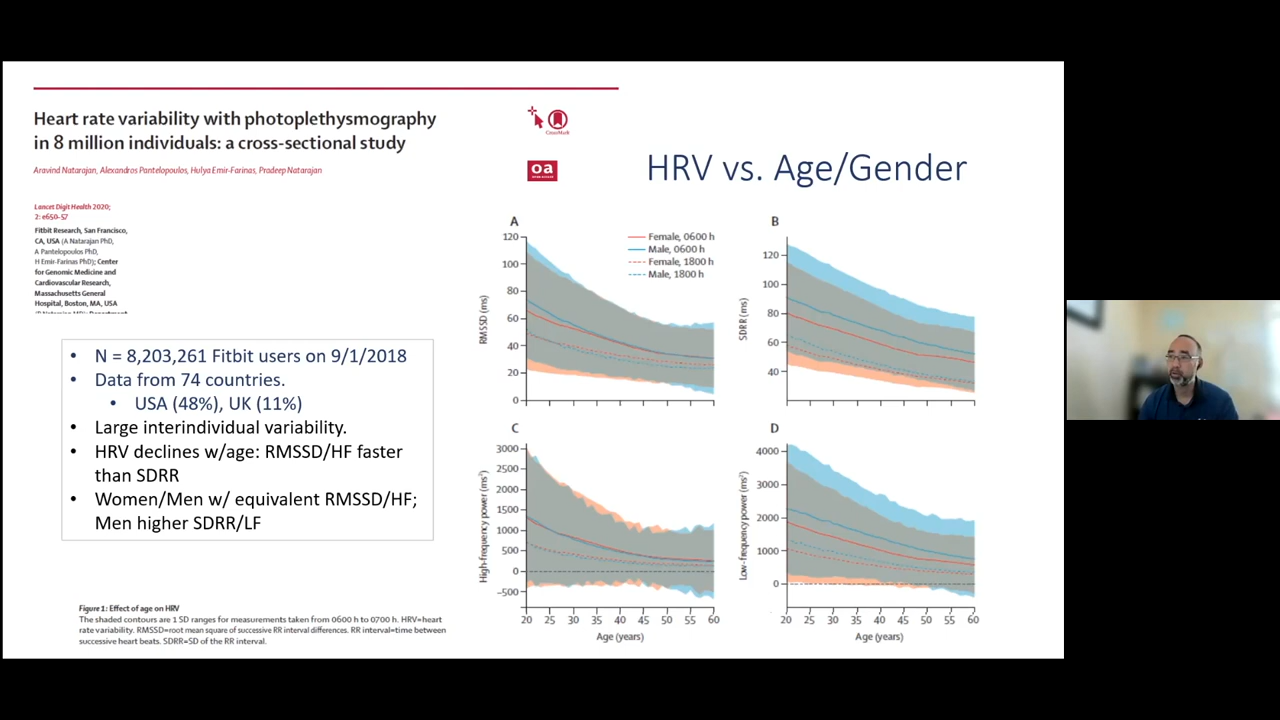 Heart rate variability with photoplethysmography
in 8 million individuals: a cross-sectional study
Aravind Natarajan, Alexandros Pantelopoulos, Hulya Emir-Farinas, Pradeep Natarajan
CrossMark
oa
OPEN ACCESS
Lancet Digit Health 2020;
2: e650–57
Fitbit Research, San Francisco,
CA, USA (A Natarajan PhD,
A Pantelopoulos PhD,
H Emir-Farinas PhD); Center
for Genomic Medicine and
Cardiovascular Research,
Massachusetts General
Hospital, Boston, MA, USA
HRV vs. Age/Gender
• N = 8,203,261 Fitbit users on 9/1/2018
• Data from 74 countries.
• USA (48%), UK (11%)
• Large interindividual variability.
• HRV declines w/age: RMSSD/HF faster
than SDRR
• Women/Men w/ equivalent RMSSD/HF;
Men higher SDRR/LF
Figure 1: Effect of age on HRV
The shaded contours are 1 SD ranges for measurements taken from 0600 h to 0700 h. HRV=heart
rate variability. RMSSD=root mean square of successive RR interval differences. RR interval=time between
successive heart beats. SDRR=SD of the RR interval.
A
120
100
80
60
40
20
0
RMSSD (ms)
Female, 0600 h
Male, 0600 h
Female, 1800 h
Male, 1800 h
B
120
100
80
60
40
SDRR (ms)
C
3000
2500
2000
1500
1000
500
0
–500
High-frequency power (ms²)
20 25 30 35 40 45 50 55 60
Age (years)
D
4000
3000
2000
1000
0
Low-frequency power (ms²)
20 25 30 35 40 45 50 55 60
Age (years)